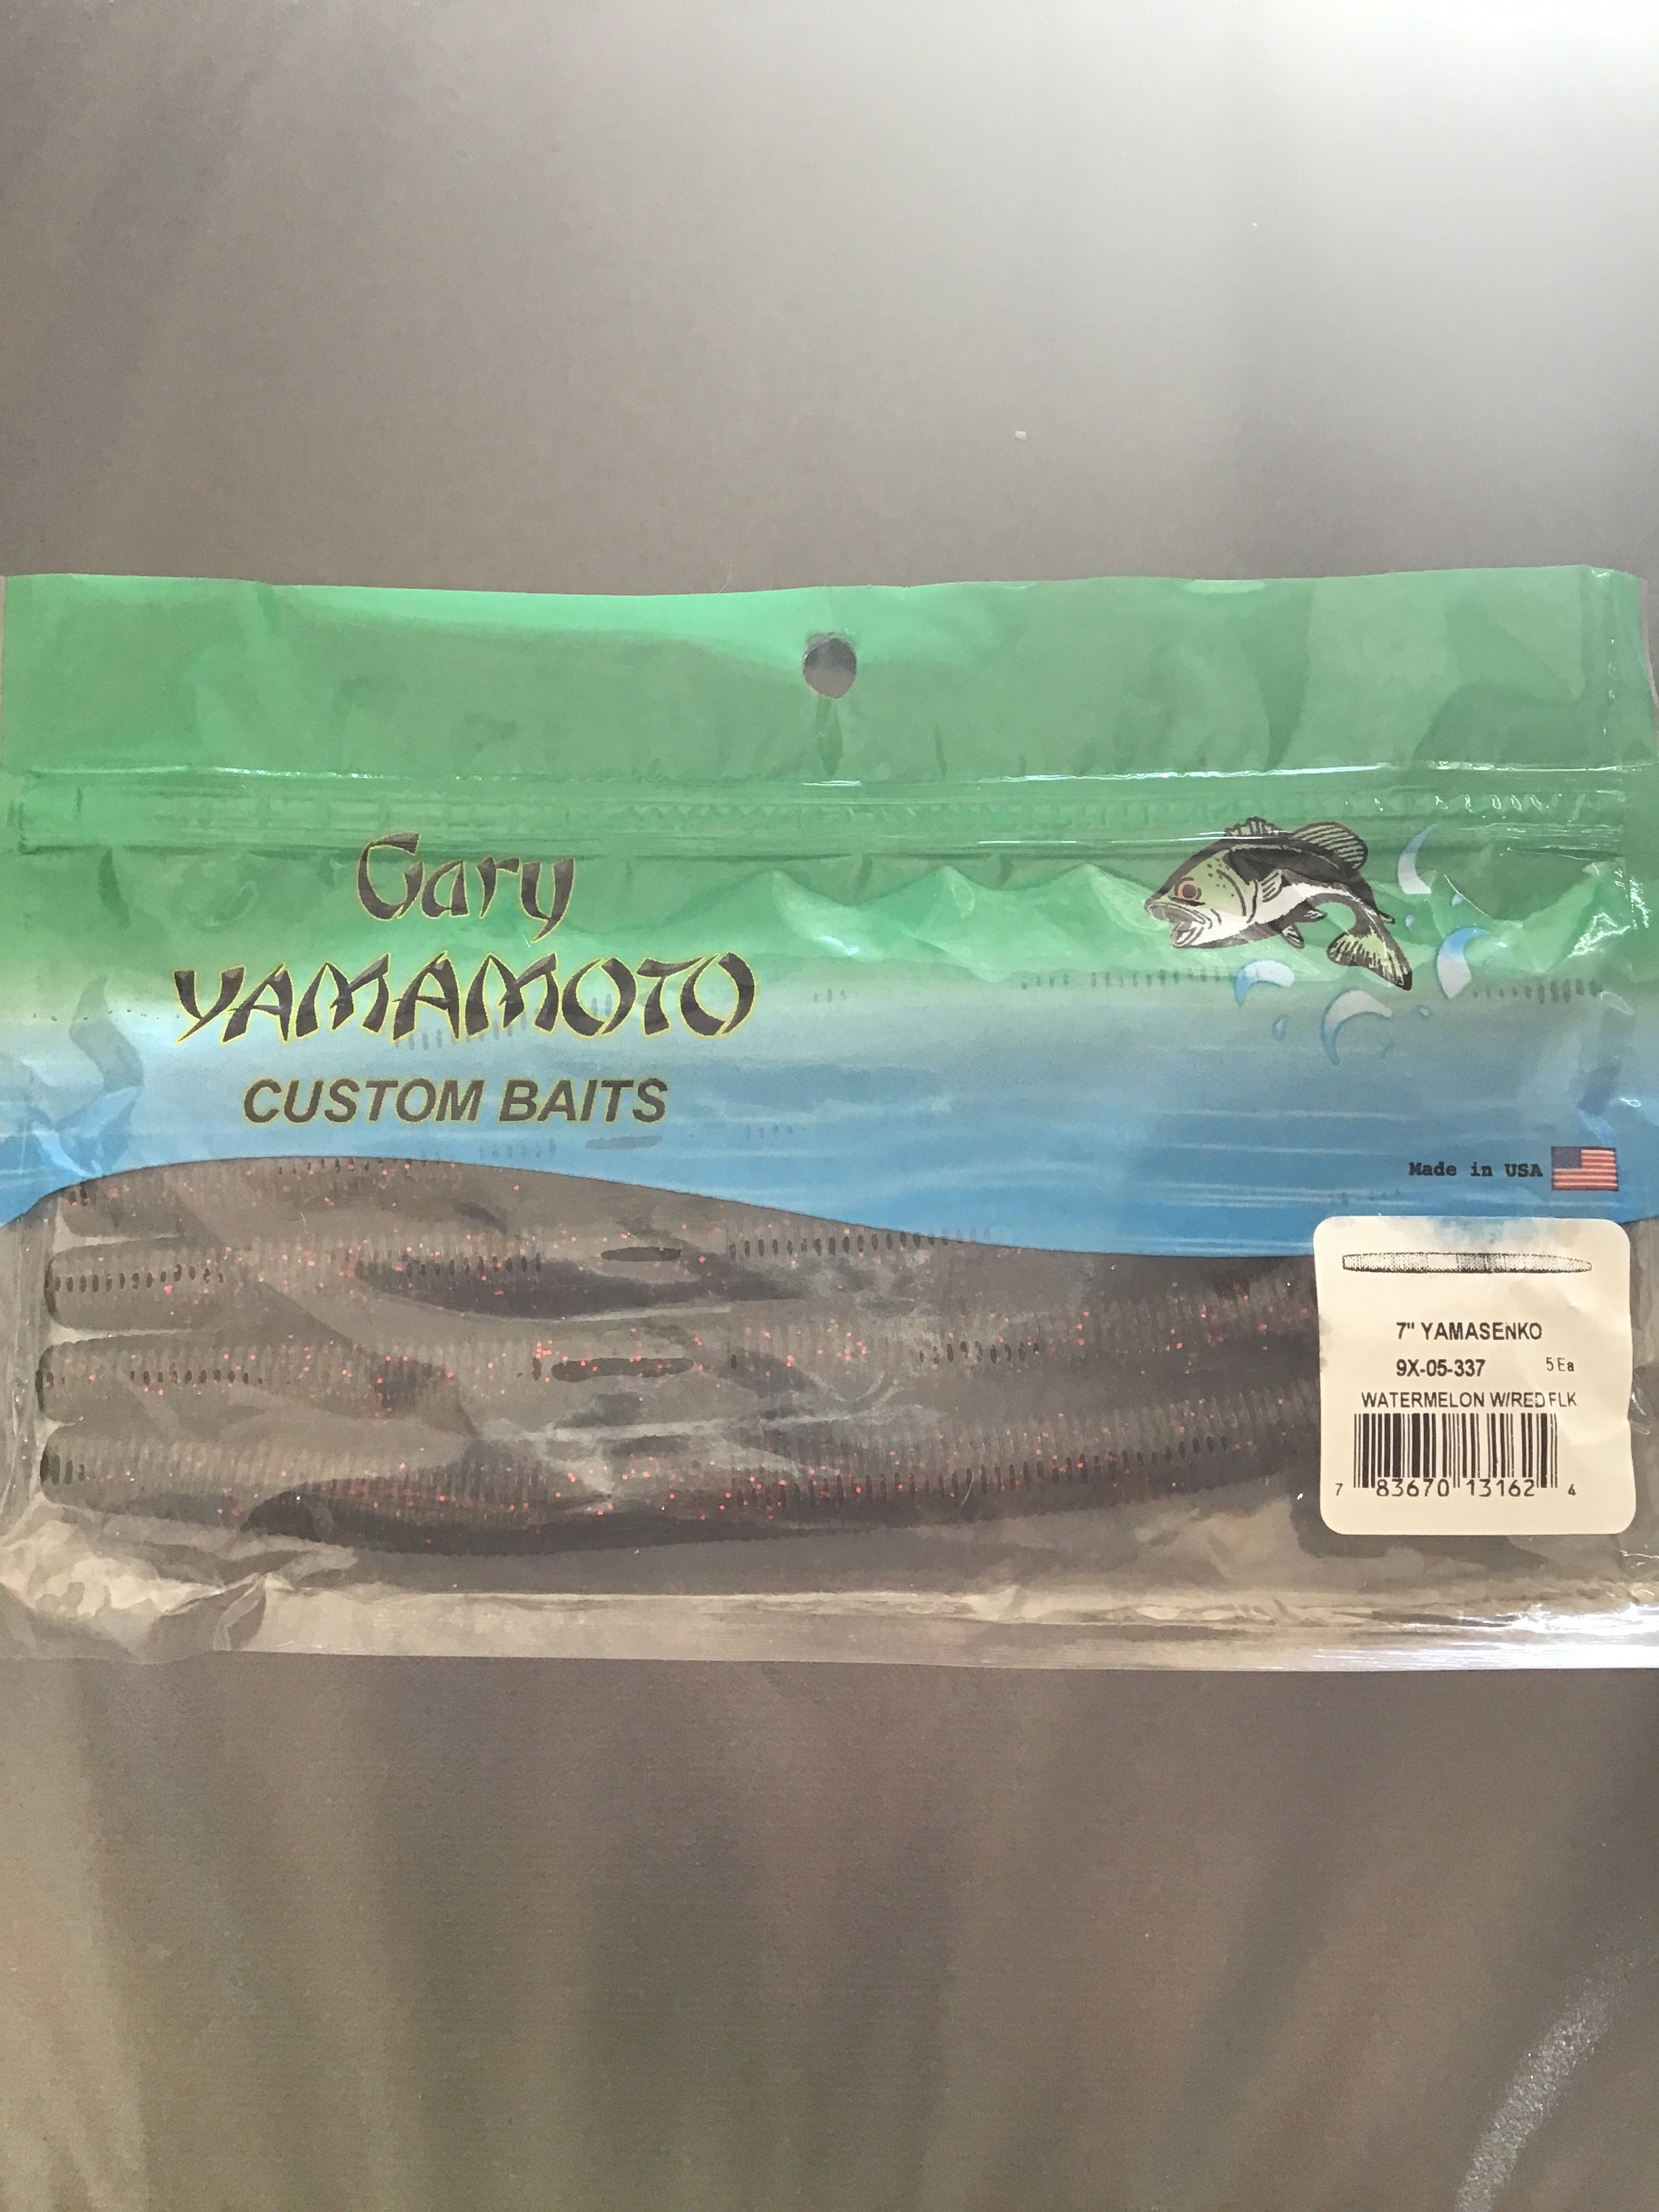 Gary
YAMAMOTO
CUSTOM BAITS
Made in USA
7" YAMASENKO
9X-05-337 5 Ea
WATERMELON W/RED FLK
7 83670 13162 4